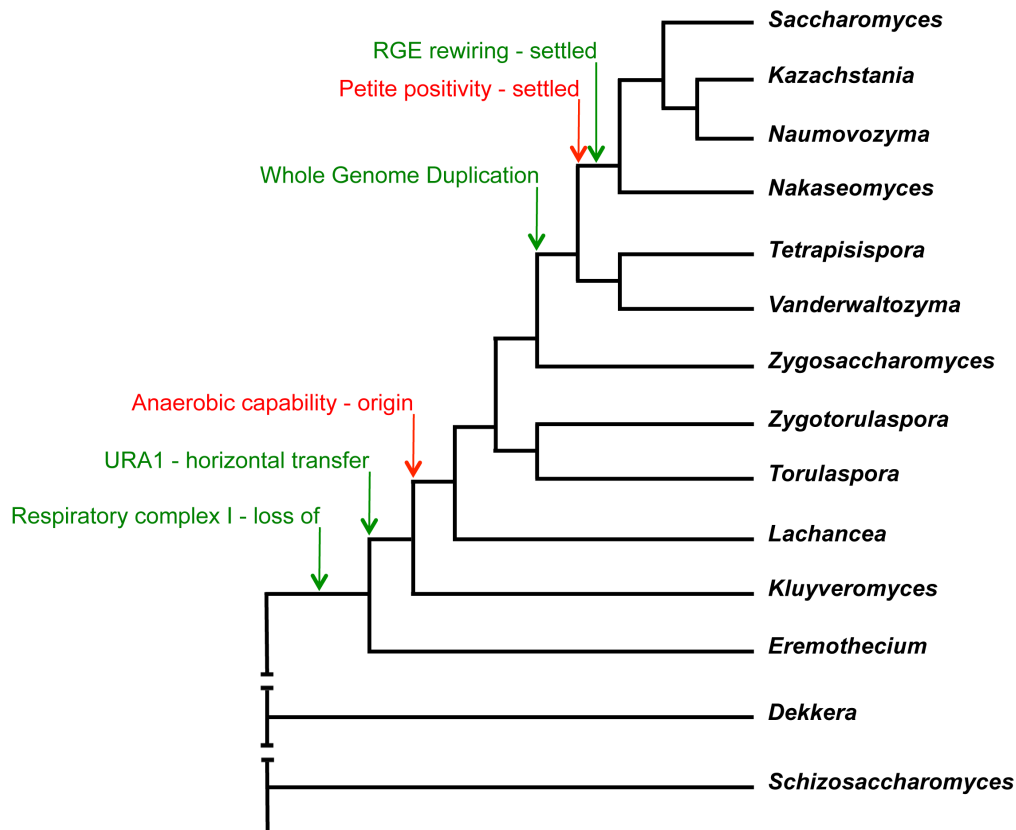 Saccharomyces
RGE rewiring - settled
Kazachstania
Petite positivity - settled
Naumovozyma
Whole Genome Duplication
Nakaseomyces
Tetrapisispora
Vanderwaltozyma
Zygosaccharomyces
Anaerobic capability - origin
Zygotorulaspora
URA1 - horizontal transfer
Torulaspora
Respiratory complex I - loss of
Lachancea
Kluyveromyces
Eremothecium
Dekkera
Schizosaccharomyces